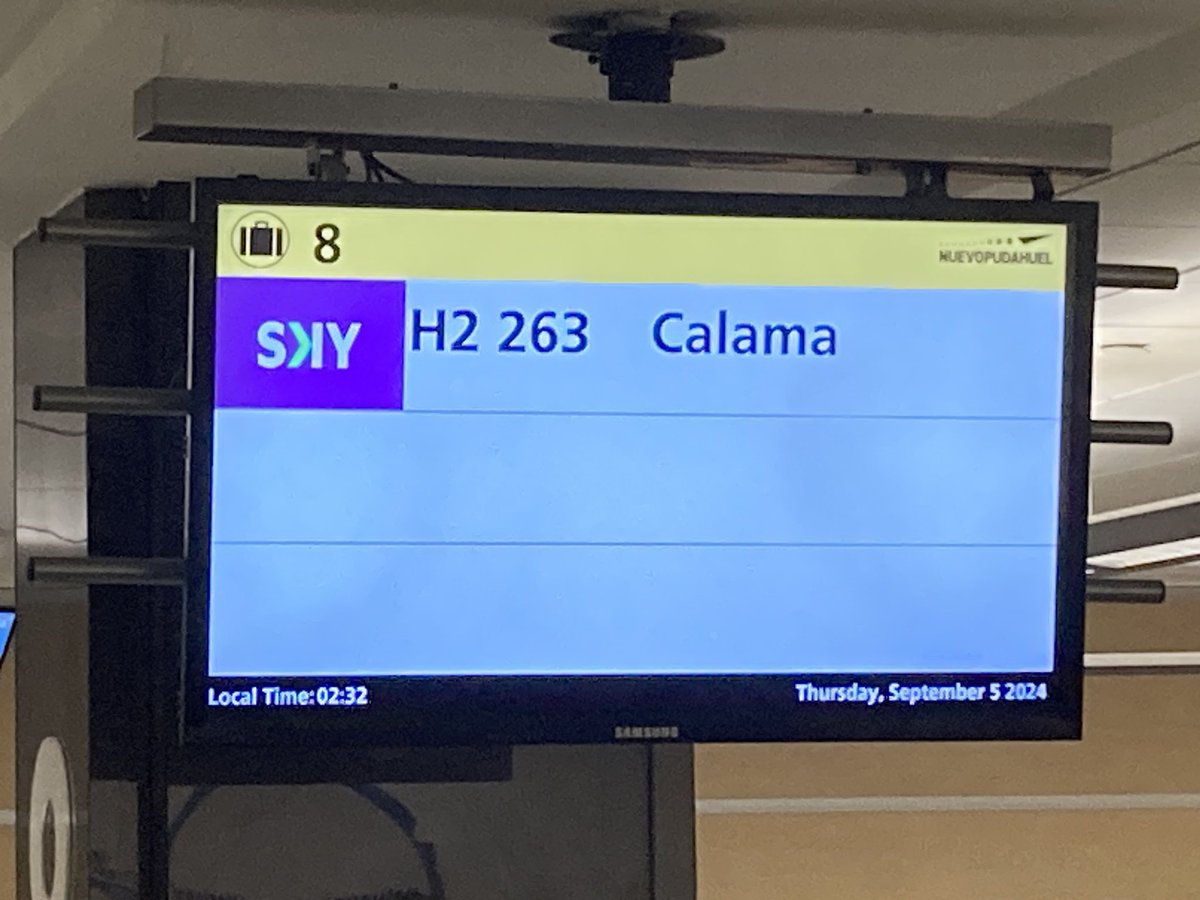 8
NUEVOPUDAHUEL
SKY H2 263 Calama
Local Time: 02:32 Thursday, September 5 2024
SAMSUNG